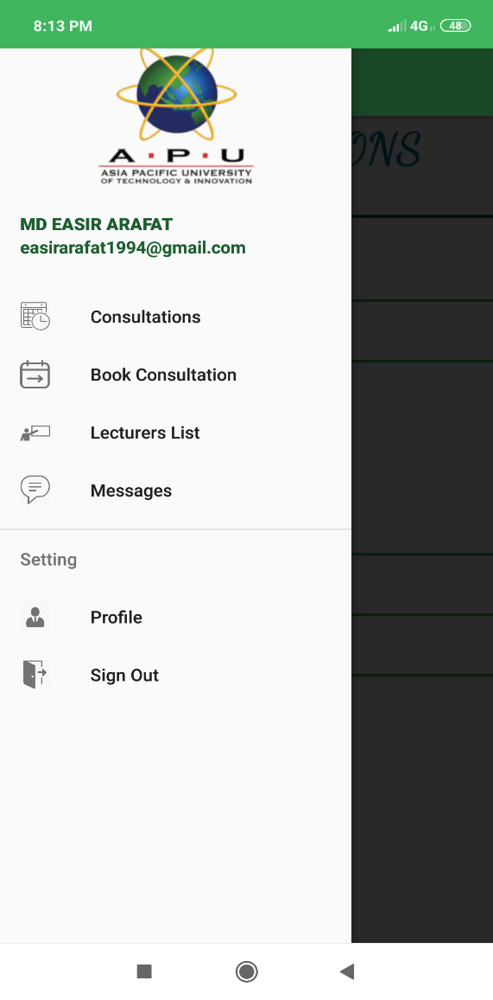 8:13 PM
4G
48
A·P·U
ASIA PACIFIC UNIVERSITY
OF TECHNOLOGY & INNOVATION
MD EASIR ARAFAT
easirarafat1994@gmail.com
Consultations
Book Consultation
Lecturers List
Messages
Setting
Profile
Sign Out